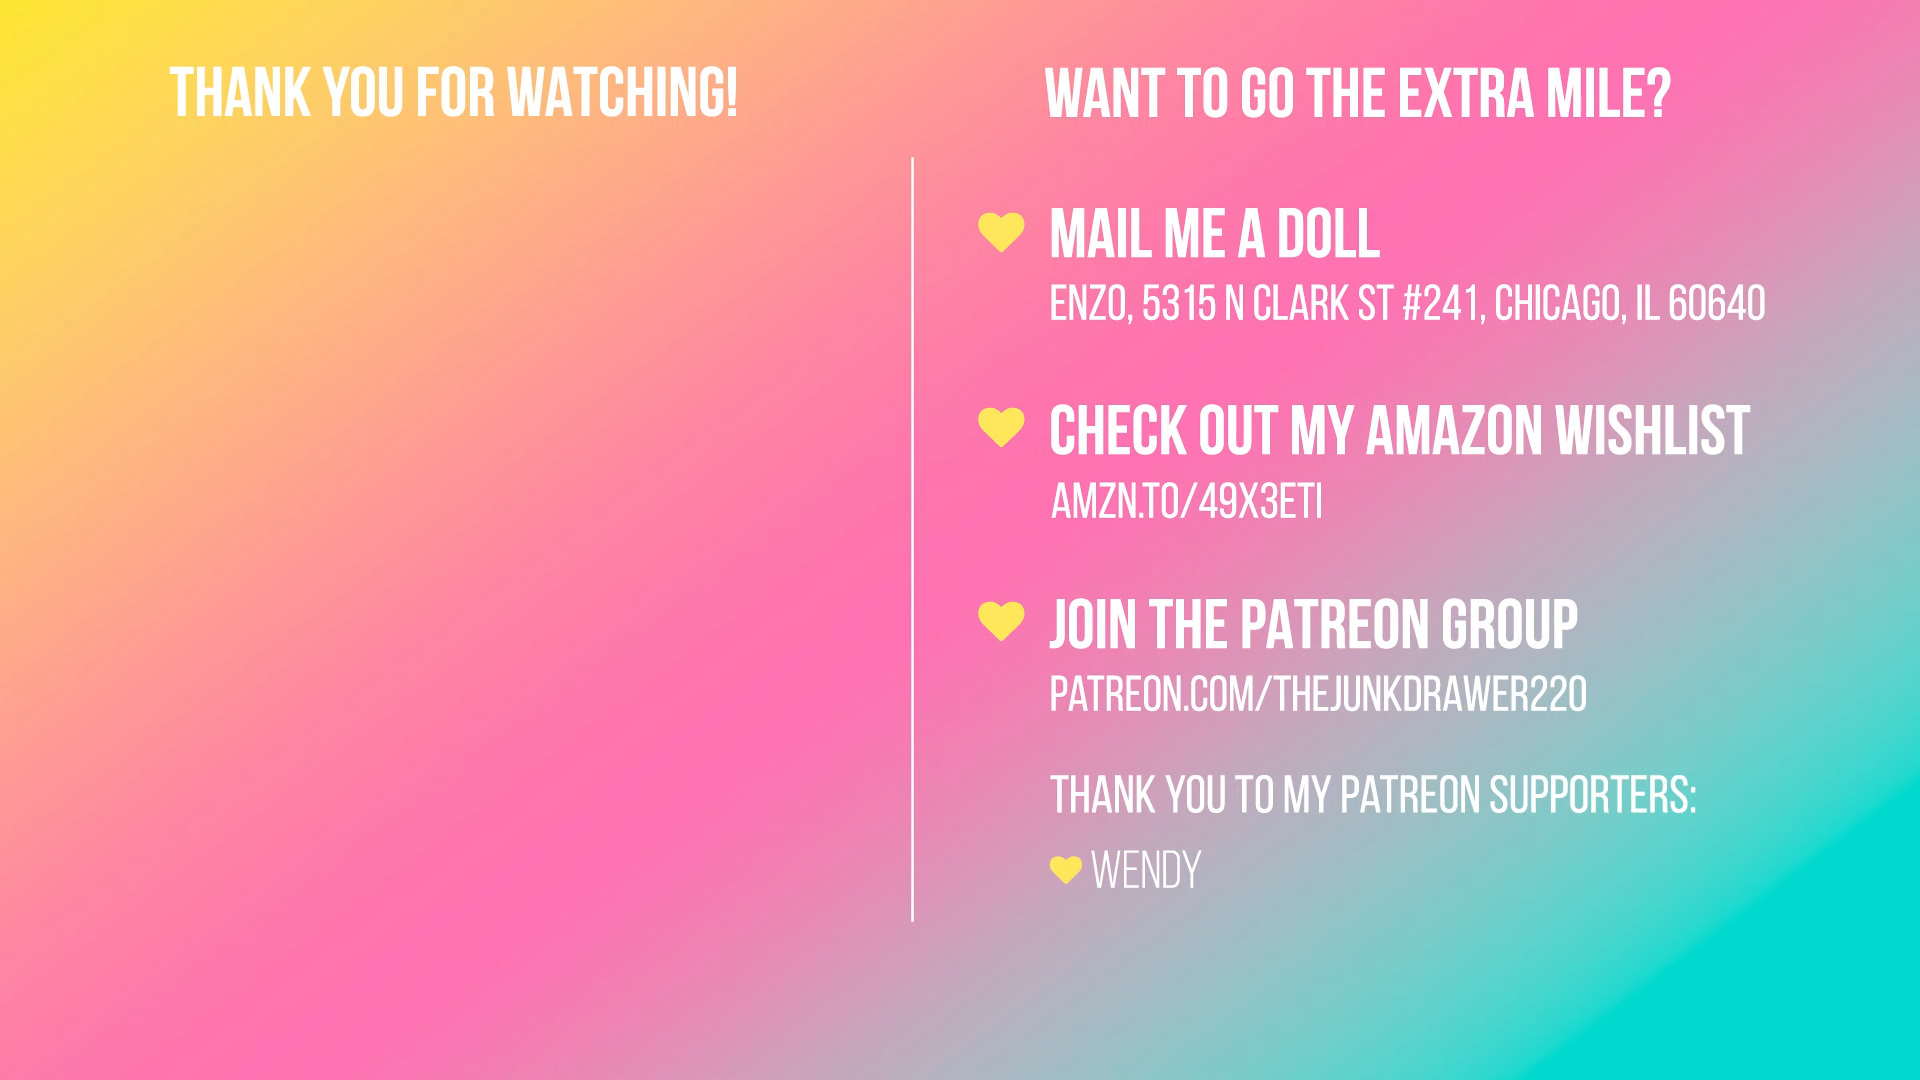 THANK YOU FOR WATCHING!
WANT TO GO THE EXTRA MILE?
MAIL ME A DOLL
ENZO, 5315 N CLARK ST #241, CHICAGO, IL 60640
CHECK OUT MY AMAZON WISHLIST
AMZN.TO/49X3ETI
JOIN THE PATREON GROUP
PATREON.COM/THEJUNKDRAWER220
THANK YOU TO MY PATREON SUPPORTERS:
WENDY